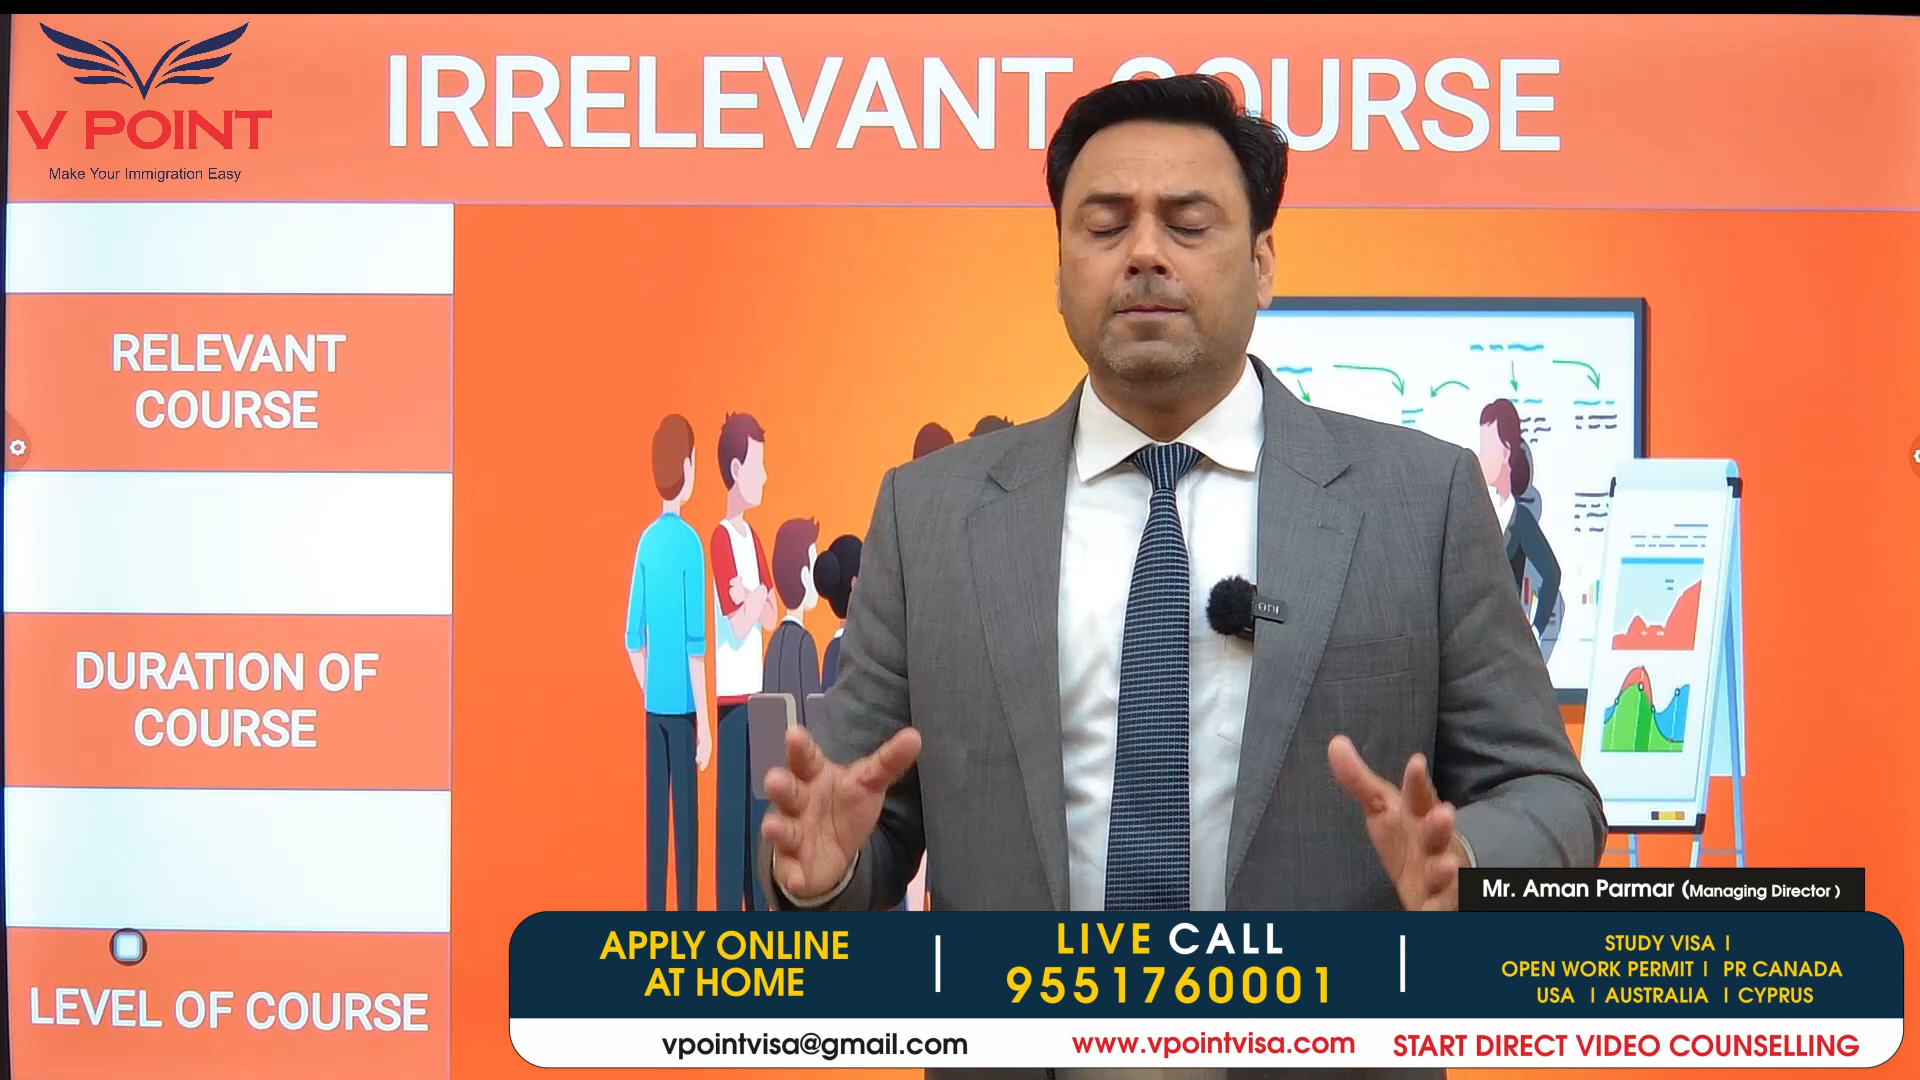 V POINT
Make Your Immigration Easy
IRRELEVANT COURSE
RELEVANT
COURSE
DURATION OF
COURSE
LEVEL OF COURSE
Mr. Aman Parmar (Managing Director )
APPLY ONLINE
AT HOME
LIVE CALL
9551760001
STUDY VISA I
OPEN WORK PERMIT I PR CANADA
USA I AUSTRALIA I CYPRUS
vpointvisa@gmail.com
www.vpointvisa.com
START DIRECT VIDEO COUNSELLING